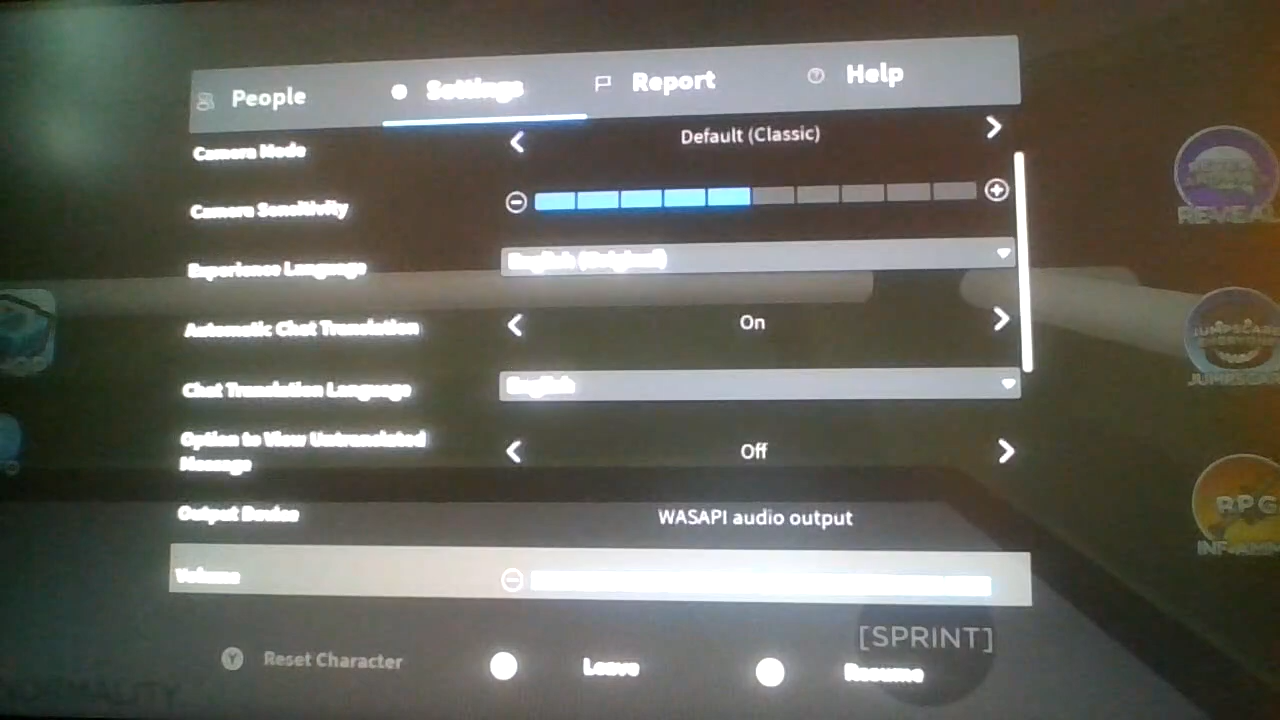 People
Settings
Report
Help
Camera Mode
Default (Classic)
Camera Sensitivity
Experience Language
English (Original)
Automatic Chat Translation
On
Chat Translation Language
English
Option to View Untranslated
Message
Off
Output Device
WASAPI audio output
Volume
[SPRINT]
Y Reset Character
Leave
Resume
RPG